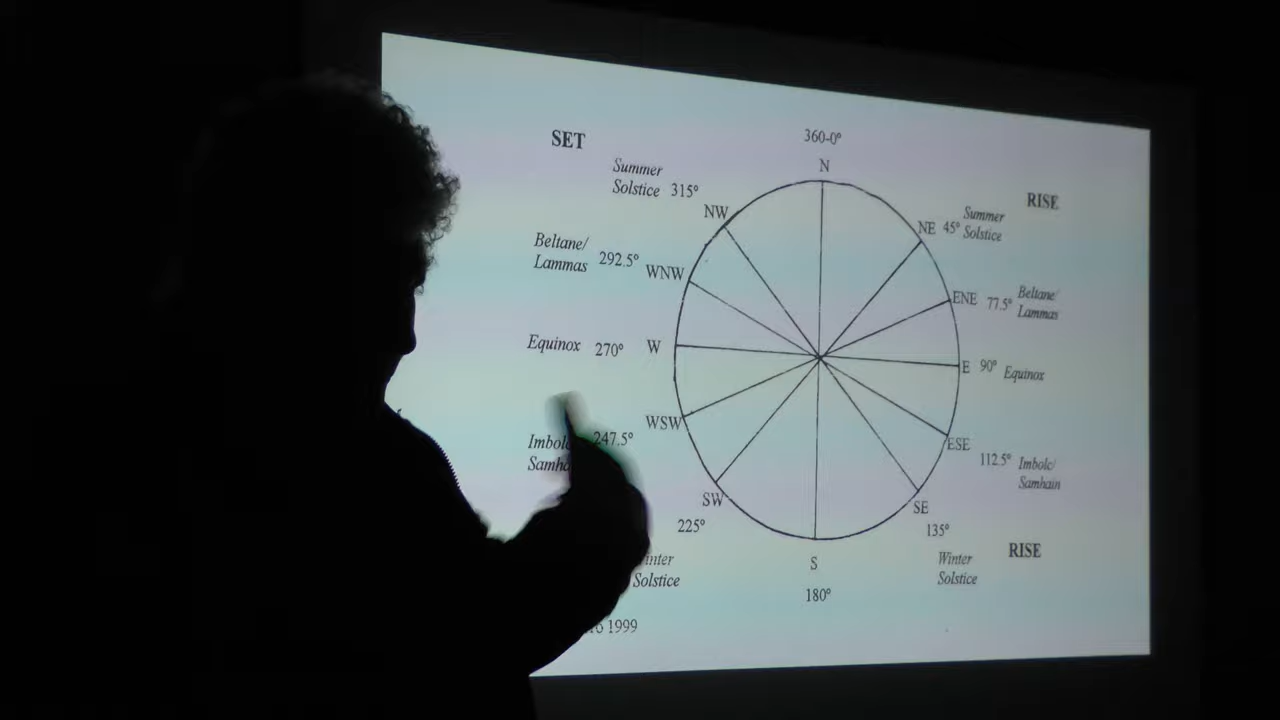 360-0°
SET
N
Summer
Solstice 315°
NW
RISE
NE 45° Summer
Solstice
Beltane/
Lammas 292.5° WNW
ENE 77.5° Beltane/
Lammas
Equinox 270° W
E 90° Equinox
WSW
247.5°
ESE
112.5° Imbolc/
Samhain
SW
225°
SE
135°
S
180°
Solstice
Winter
Solstice
RISE
1999